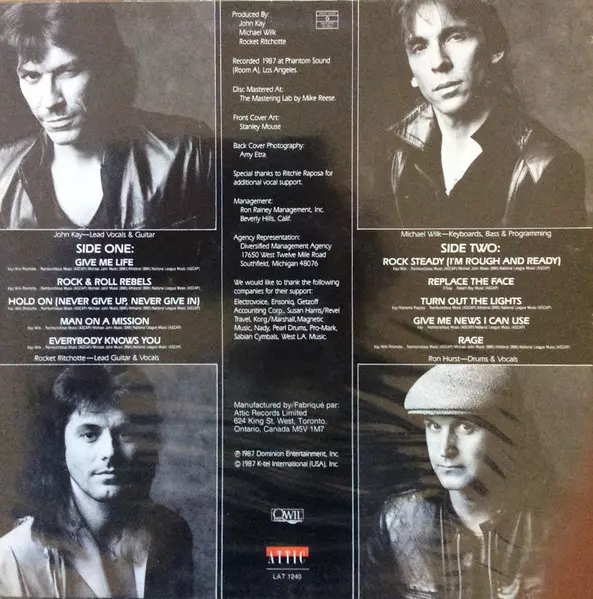 Produced By:
John Kay
Michael Wilk
Rocket Ritchotte
Recorded 1987 at Phantom Sound
(Room A), Los Angeles.
Disc Mastered At:
The Mastering Lab by Mike Reese.
Front Cover Art:
Stanley Mouse
Back Cover Photography:
Amy Etra
Special thanks to Ritchie Raposa for
additional vocal support.
Management:
Ron Rainey Management, Inc.
Beverly Hills, Calif.
Agency Representation:
Diversified Management Agency
17650 West Twelve Mile Road
Southfield, Michigan 48076
We would like to thank the following
companies for their support:
Electrovoice, Ensoniq, Getzoff
Accounting Corp., Susan Harris/Revel
Travel, Korg/Marshall,Magnetic
Music, Nady, Pearl Drums, Pro-Mark,
Sabian Cymbals, West L.A. Music.
Manufactured by/Fabriqué par:
Attic Records Limited
624 King St. West, Toronto,
Ontario, Canada M5V 1M7
℗ 1987 Dominion Entertainment, Inc.
© 1987 K-tel International (USA), Inc.
QWIL
ATTIC
LAT 1240
John Kay—Lead Vocals & Guitar
SIDE ONE:
GIVE ME LIFE
ROCK & ROLL REBELS
HOLD ON (NEVER GIVE UP, NEVER GIVE IN)
MAN ON A MISSION
EVERYBODY KNOWS YOU
Rocket Ritchotte—Lead Guitar & Vocals
Michael Wilk—Keyboards, Bass & Programming
SIDE TWO:
ROCK STEADY (I'M ROUGH AND READY)
REPLACE THE FACE
TURN OUT THE LIGHTS
GIVE ME NEWS I CAN USE
RAGE
Ron Hurst—Drums & Vocals